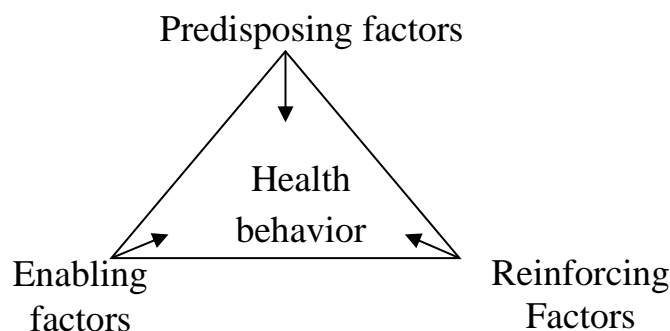 Predisposing factors
Health
behavior
Enabling
factors
Reinforcing
Factors